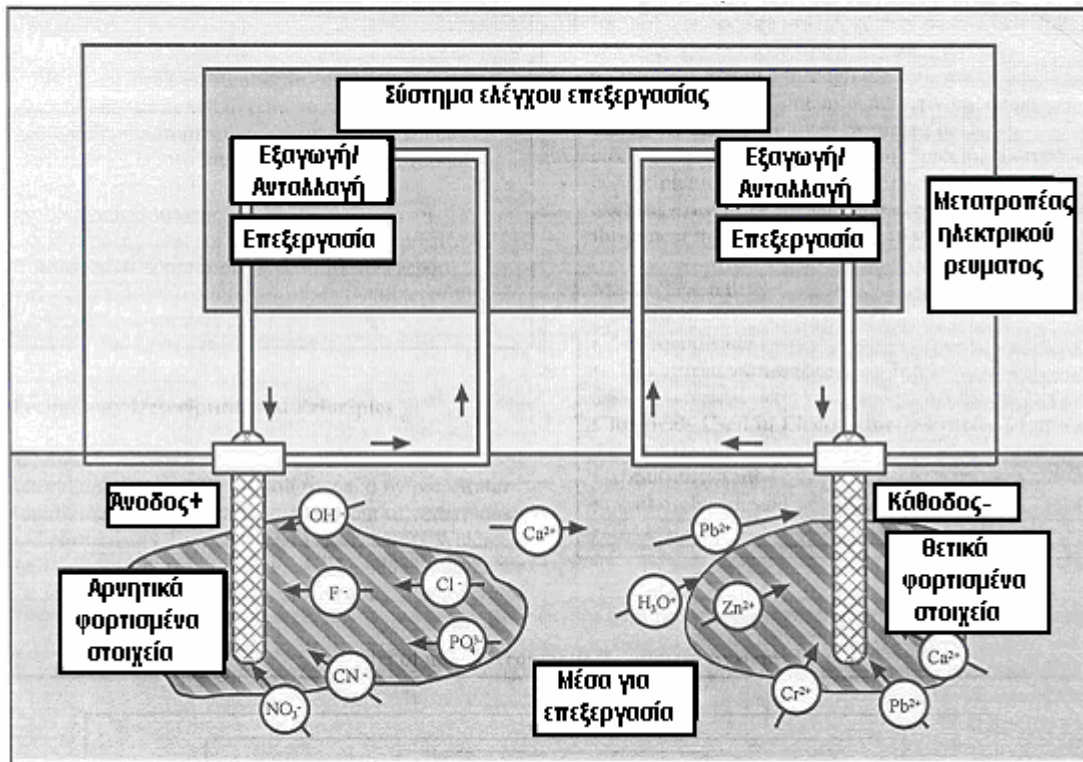 Σύστημα ελέγχου επεξεργασίας
Εξαγωγή/
Ανταλλαγή
Επεξεργασία
Εξαγωγή/
Ανταλλαγή
Επεξεργασία
Μετατροπέας
ηλεκτρικού
ρευματος
Άνοδος+
Κάθοδος-
Αρνητικά
φορτισμένα
στοιχεία
Θετικά
φορτισμένα
στοιχεία
Μέσα για
επεξεργασία
OH⁻
F⁻
Cl⁻
PO₄³⁻
CN⁻
NO₃⁻
Ca²⁺
Pb²⁺
H₃O⁺
Zn²⁺
Cr²⁺
Pb²⁺
Ca²⁺